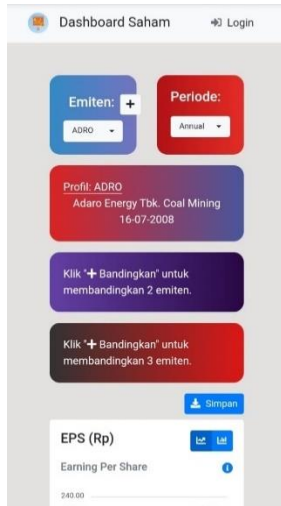 Dashboard Saham
Login
Emiten:
+
ADRO
Periode:
Annual
Profil: ADRO
Adaro Energy Tbk. Coal Mining
16-07-2008
Klik "+ Bandingkan" untuk
membandingkan 2 emiten.
Klik "+ Bandingkan" untuk
membandingkan 3 emiten.
Simpan
EPS (Rp)
Earning Per Share
240.00